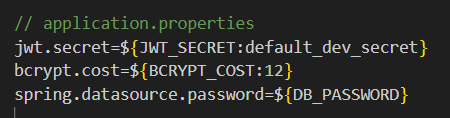 // application.properties
jwt.secret=${JWT_SECRET:default_dev_secret}
bcrypt.cost=${BCRYPT_COST:12}
spring.datasource.password=${DB_PASSWORD}